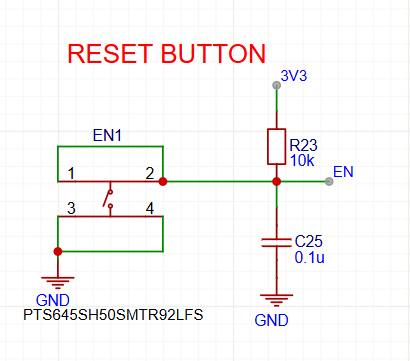 RESET BUTTON
3V3
EN1
R23
10k
1
2
EN
3
4
C25
0.1u
GND
PTS645SH50SMTR92LFS
GND